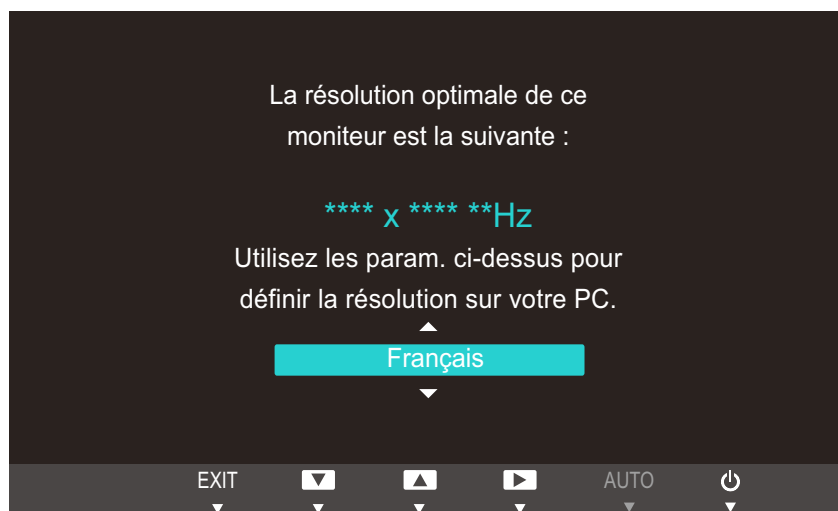 La résolution optimale de ce
moniteur est la suivante :
**** x **** **Hz
Utilisez les param. ci-dessus pour
définir la résolution sur votre PC.
Français
EXIT AUTO